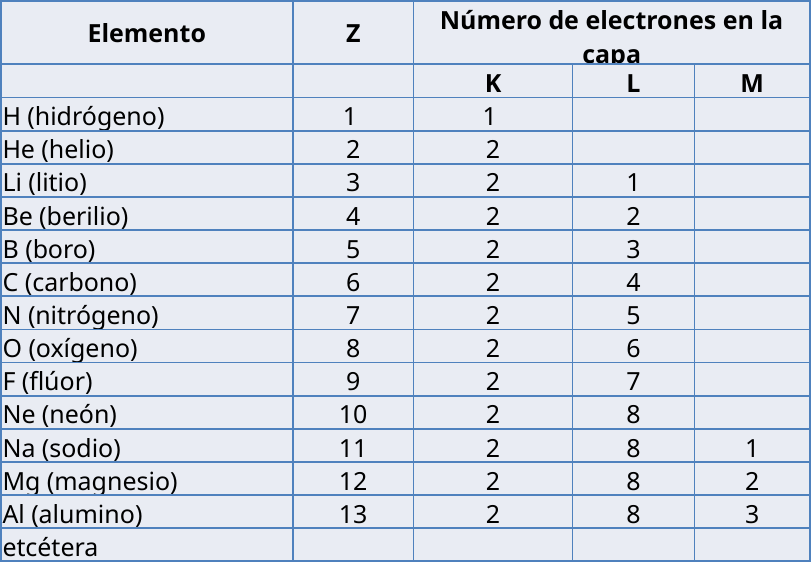 Elemento Z Número de electrones en la
capa
K L M
H (hidrógeno) 1 1
He (helio) 2 2
Li (litio) 3 2 1
Be (berilio) 4 2 2
B (boro) 5 2 3
C (carbono) 6 2 4
N (nitrógeno) 7 2 5
O (oxígeno) 8 2 6
F (flúor) 9 2 7
Ne (neón) 10 2 8
Na (sodio) 11 2 8 1
Mg (magnesio) 12 2 8 2
Al (alumino) 13 2 8 3
etcétera